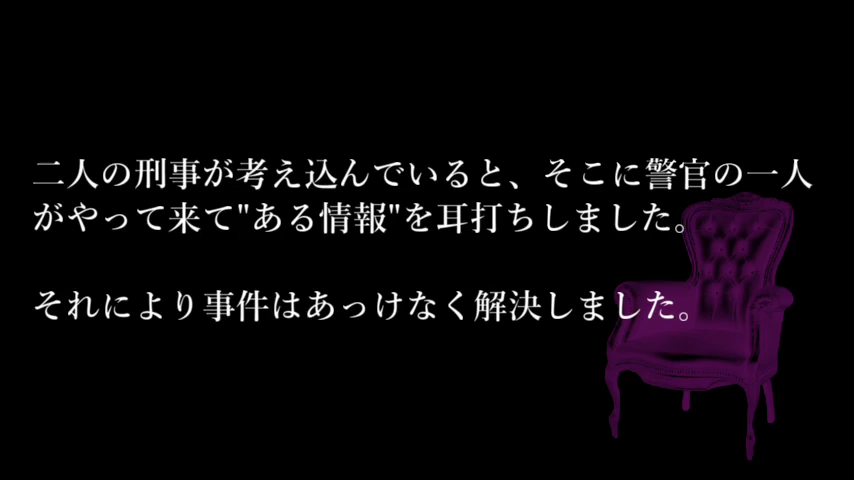 二人の刑事が考え込んでいると、そこに警官の一人
がやって来て"ある情報"を耳打ちしました。
それにより事件はあっけなく解決しました。